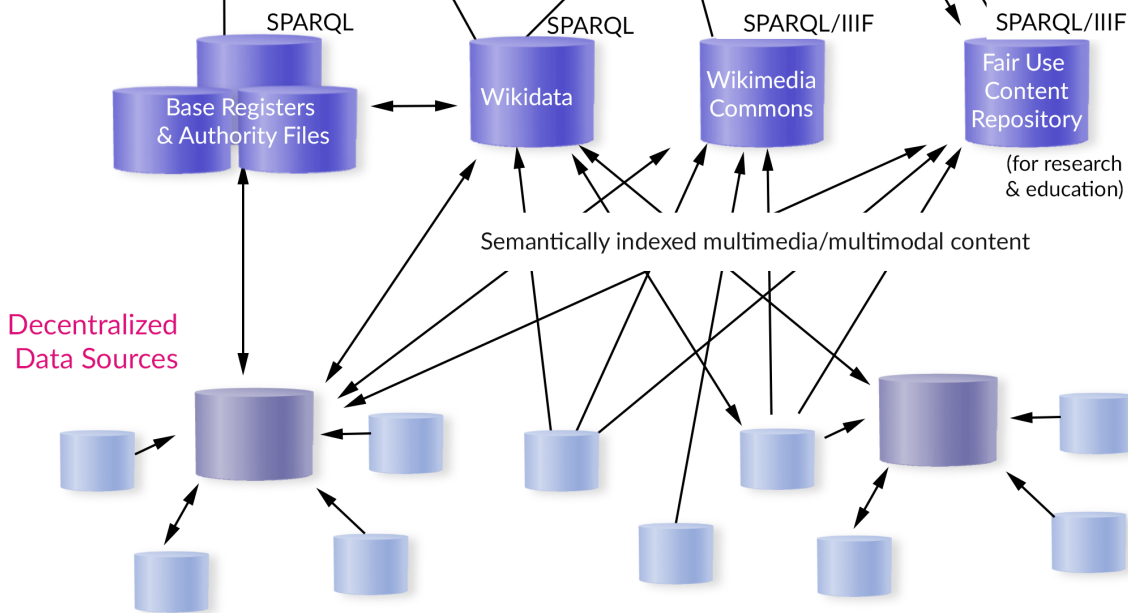 SPARQL
SPARQL
SPARQL/IIIF
SPARQL/IIIF
Base Registers
& Authority Files
Wikidata
Wikimedia
Commons
Fair Use
Content
Repository
(for research
& education)
Semantically indexed multimedia/multimodal content
Decentralized
Data Sources